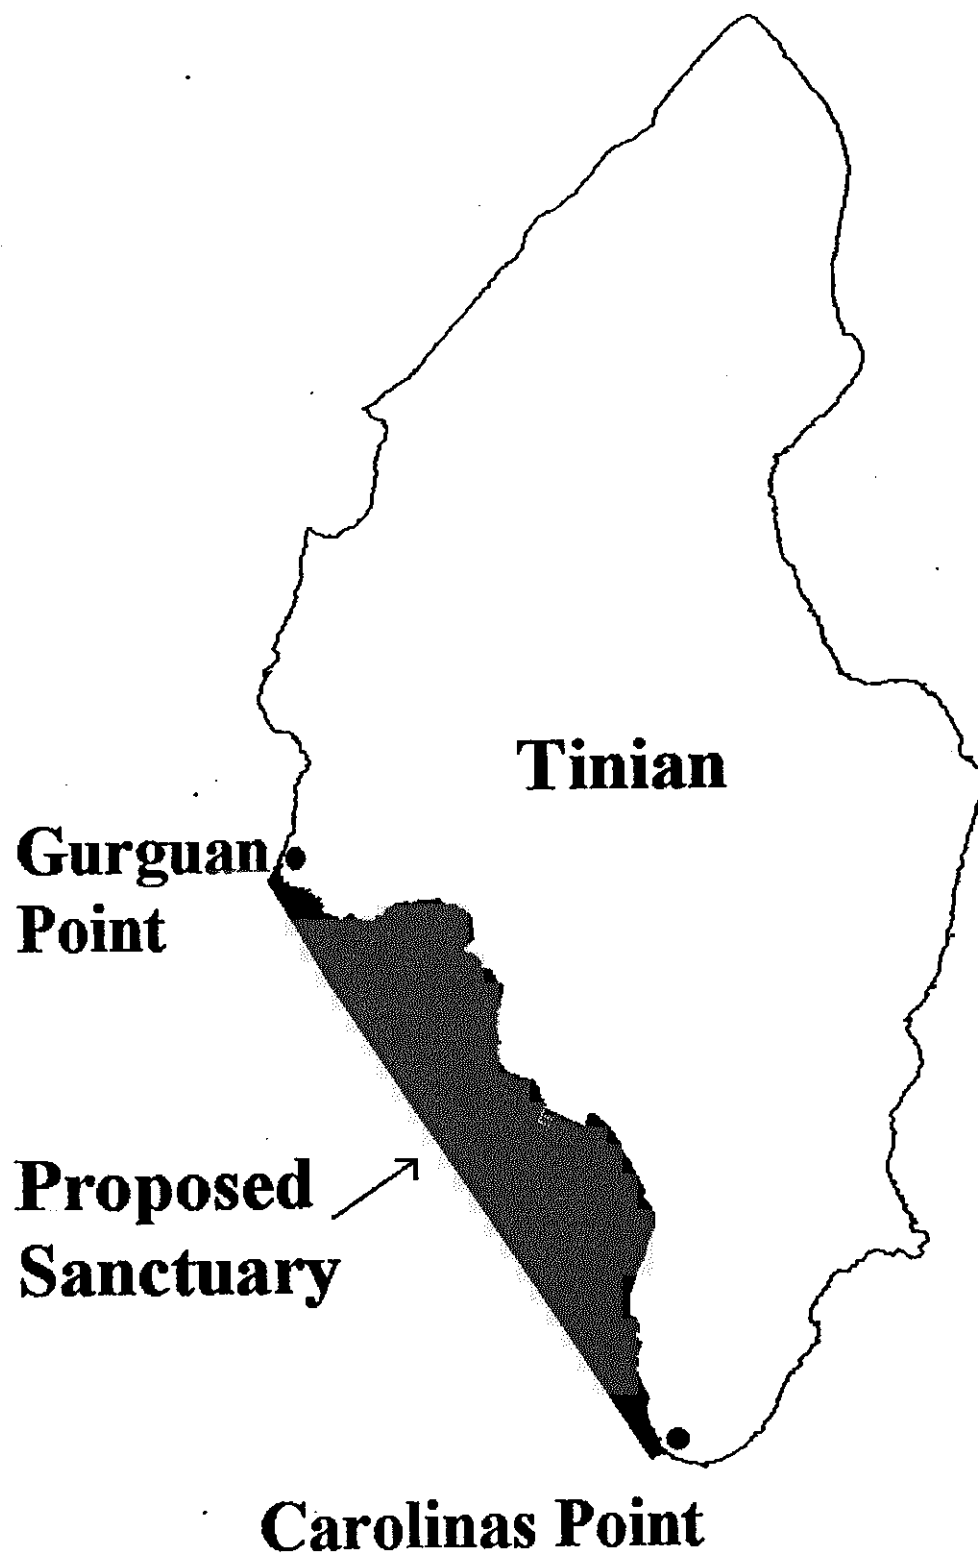 Tinian
Gurguan
Point
Proposed
Sanctuary
Carolinas Point